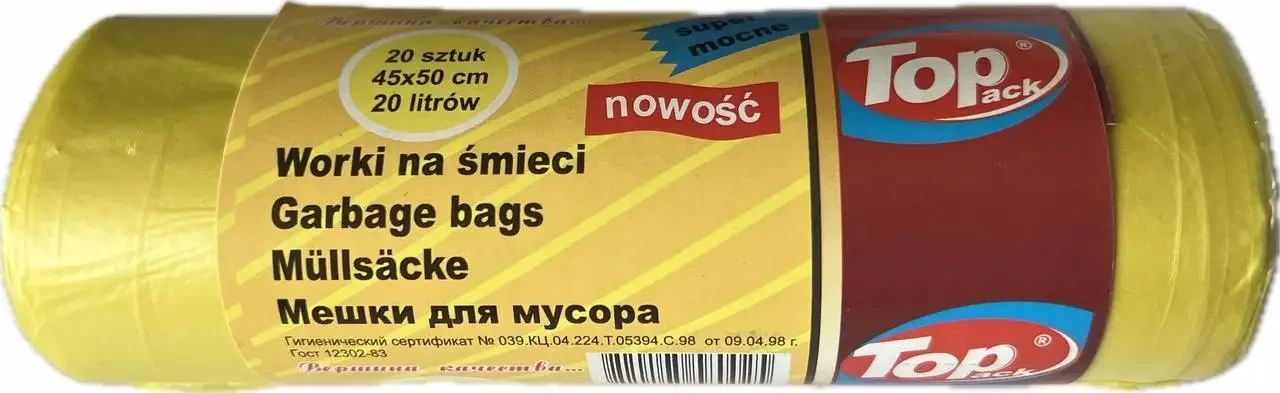 Вершина качества...
20 sztuk
45x50 cm
20 litrów
super
mocne
nowość
Worki na śmieci
Garbage bags
Müllsäcke
Мешки для мусора
Гигиенический сертификат № 039.КЦ.04.224.Т.05394.С.98 от 09.04.98 г.
Гост 12302-83
Вершина качества...
Top ®
ack
Top ®
ack